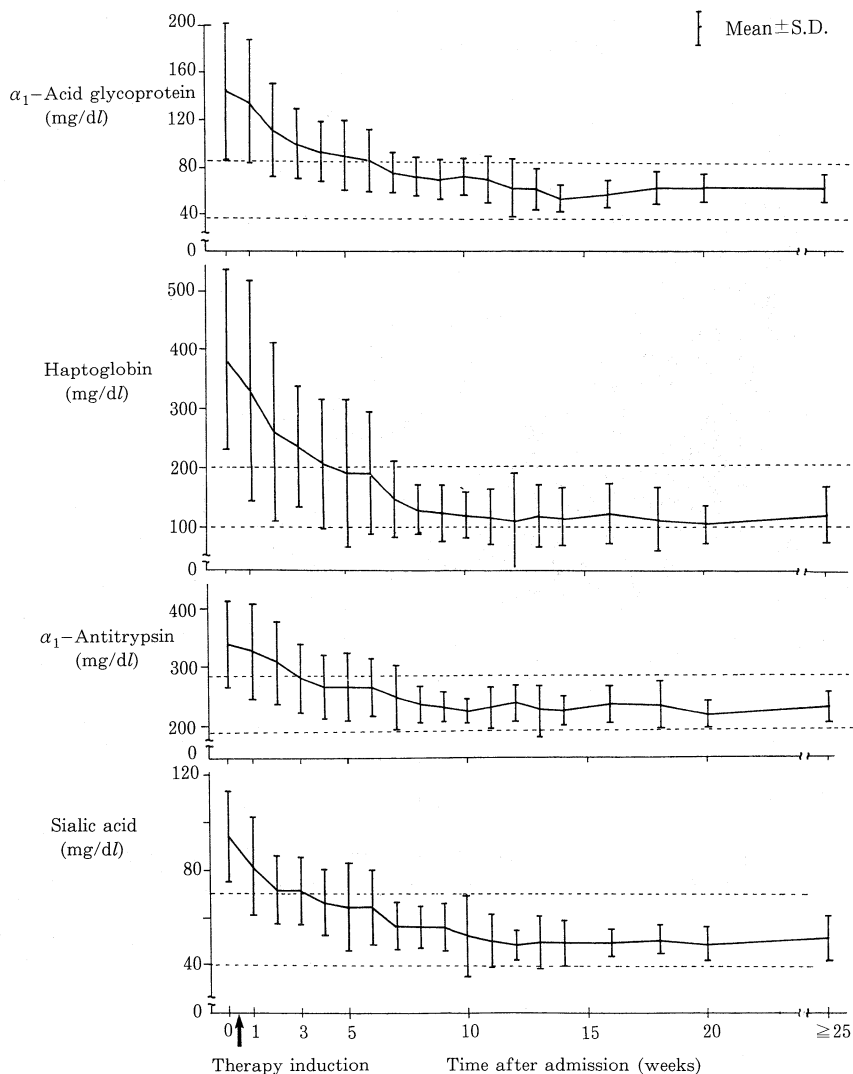 Mean±S.D.
200
160
α₁-Acid glycoprotein
(mg/dl)
120
80
40
0
500
400
Haptoglobin
(mg/dl)
300
200
100
0
400
α₁-Antitrypsin
(mg/dl)
300
200
0
120
Sialic acid
(mg/dl)
80
40
0
0 1 3 5 10 15 20 ≧25
Therapy induction Time after admission (weeks)